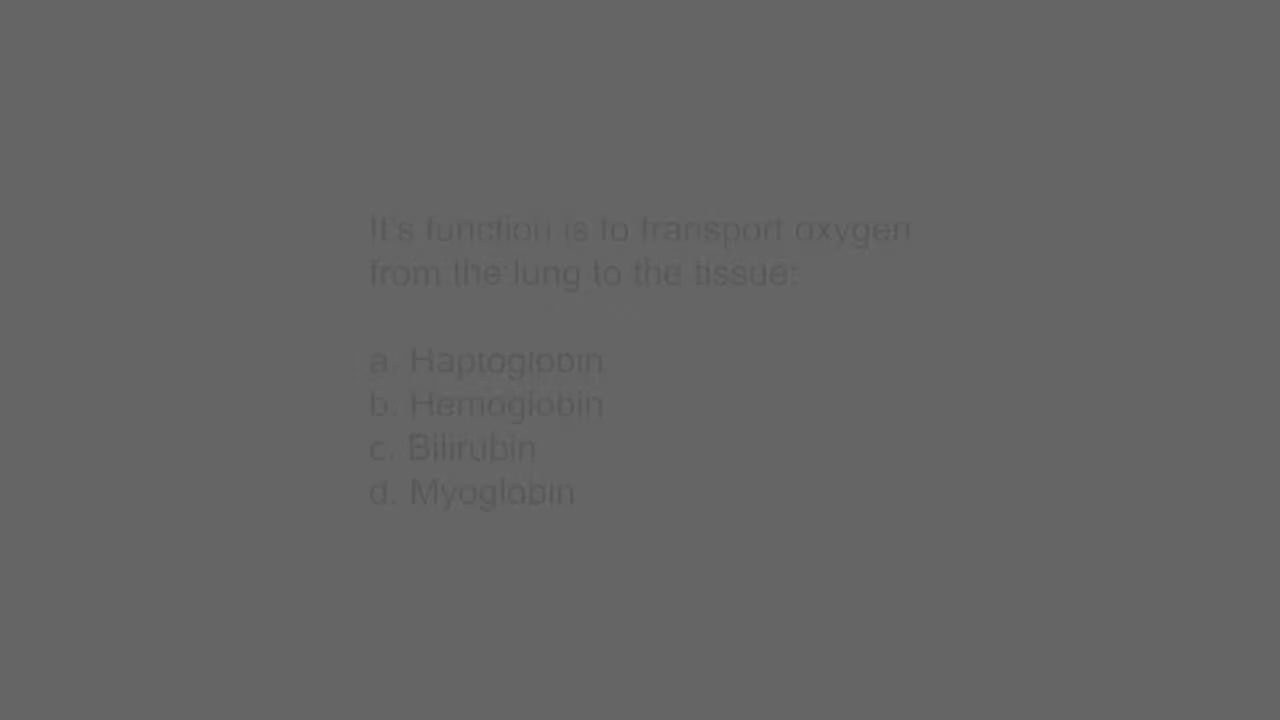 It's function is to transport oxygen
from the lung to the tissue:
a. Haptoglobin
b. Hemoglobin
c. Bilirubin
d. Myoglobin